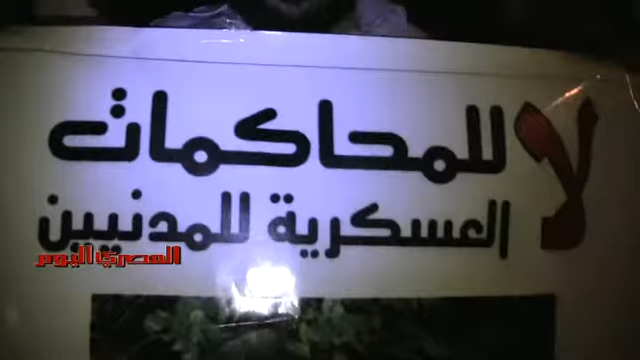 لا للمحاكمات
العسكرية للمدنيين
المصري اليوم